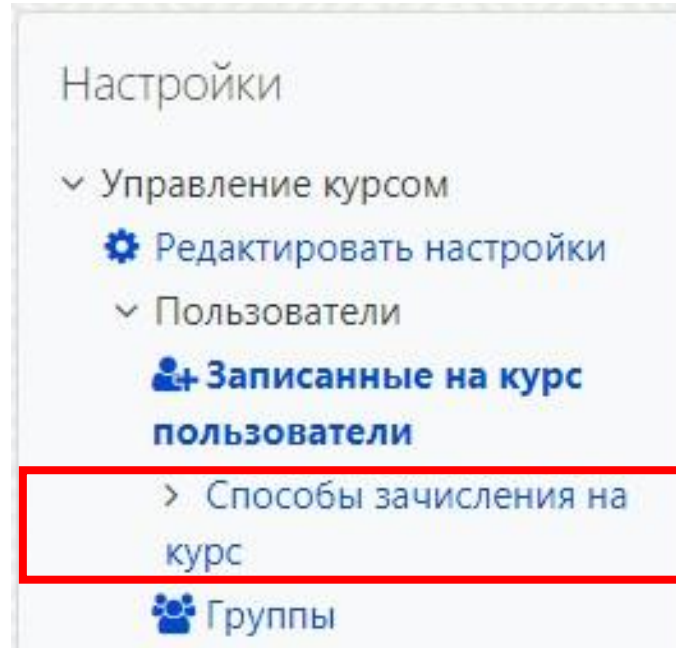 Настройки
Управление курсом
Редактировать настройки
Пользователи
Записанные на курс
пользователи
Способы зачисления на
курс
Группы